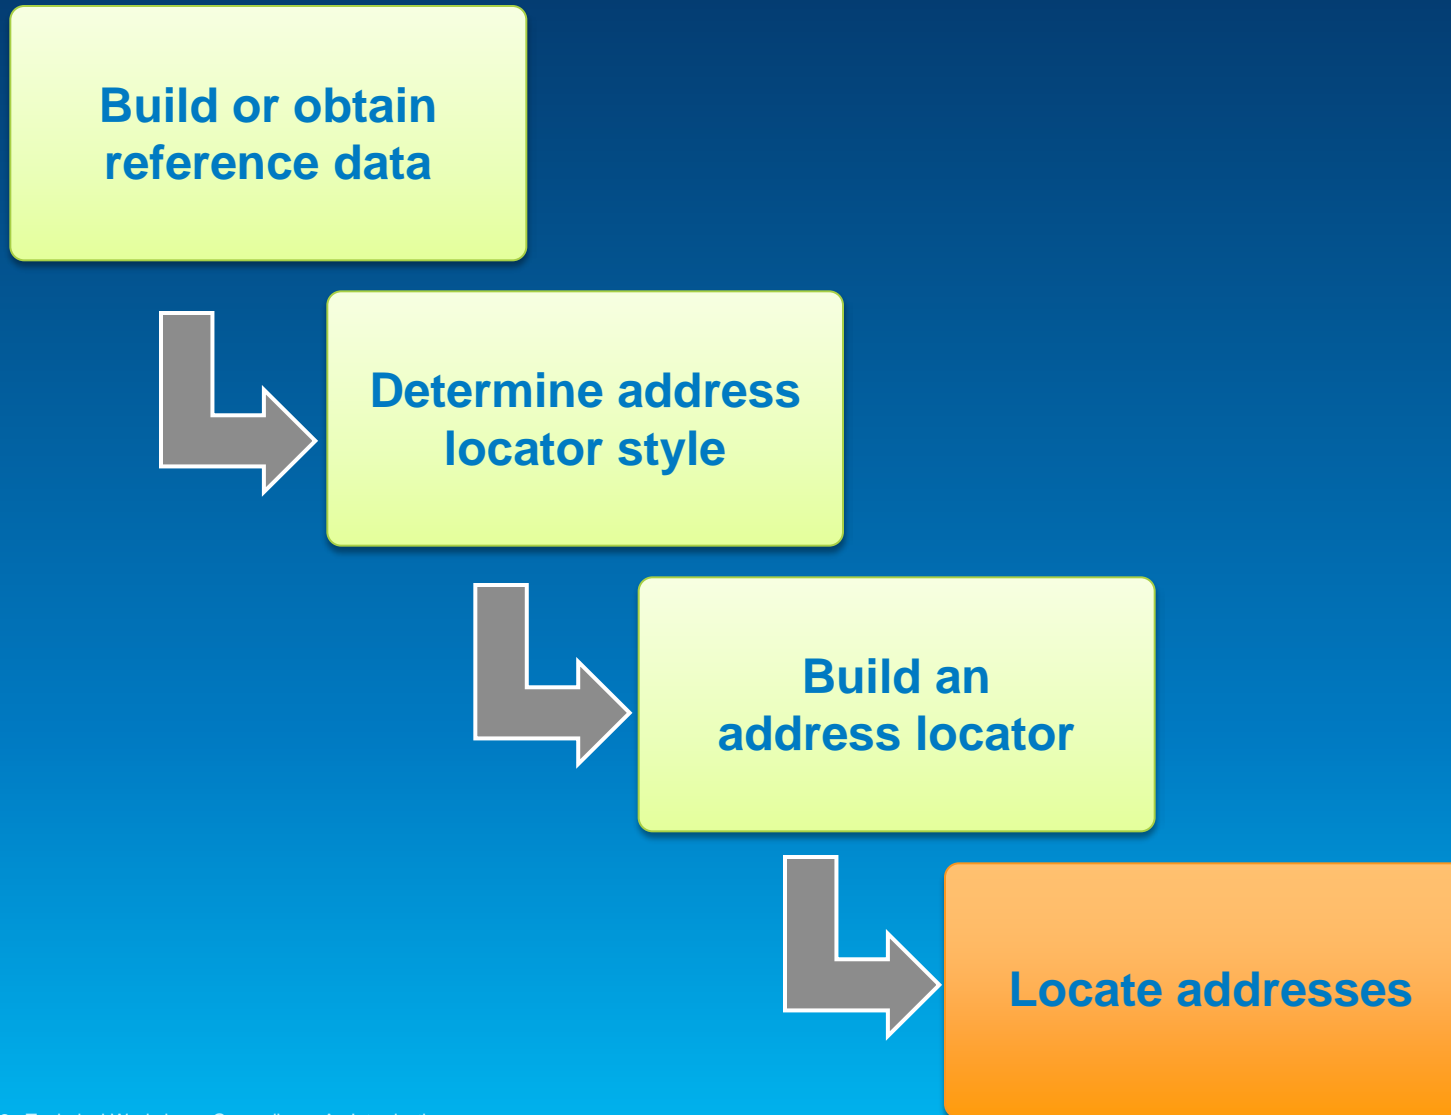 Build or obtain
reference data
Determine address
locator style
Build an
address locator
Locate addresses